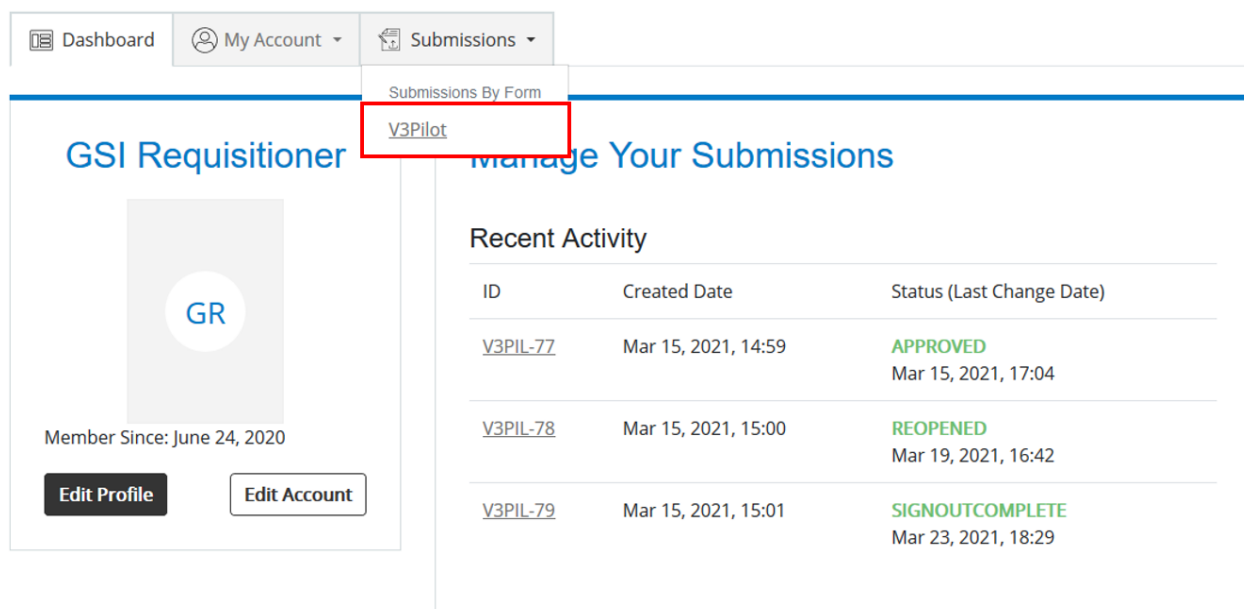 Dashboard
My Account
Submissions
Submissions By Form
V3Pilot
GSI Requisitioner
GR
Member Since: June 24, 2020
Edit Profile
Edit Account
Manage Your Submissions
Recent Activity
ID Created Date Status (Last Change Date)
V3PIL-77 Mar 15, 2021, 14:59 APPROVED
Mar 15, 2021, 17:04
V3PIL-78 Mar 15, 2021, 15:00 REOPENED
Mar 19, 2021, 16:42
V3PIL-79 Mar 15, 2021, 15:01 SIGNOUTCOMPLETE
Mar 23, 2021, 18:29